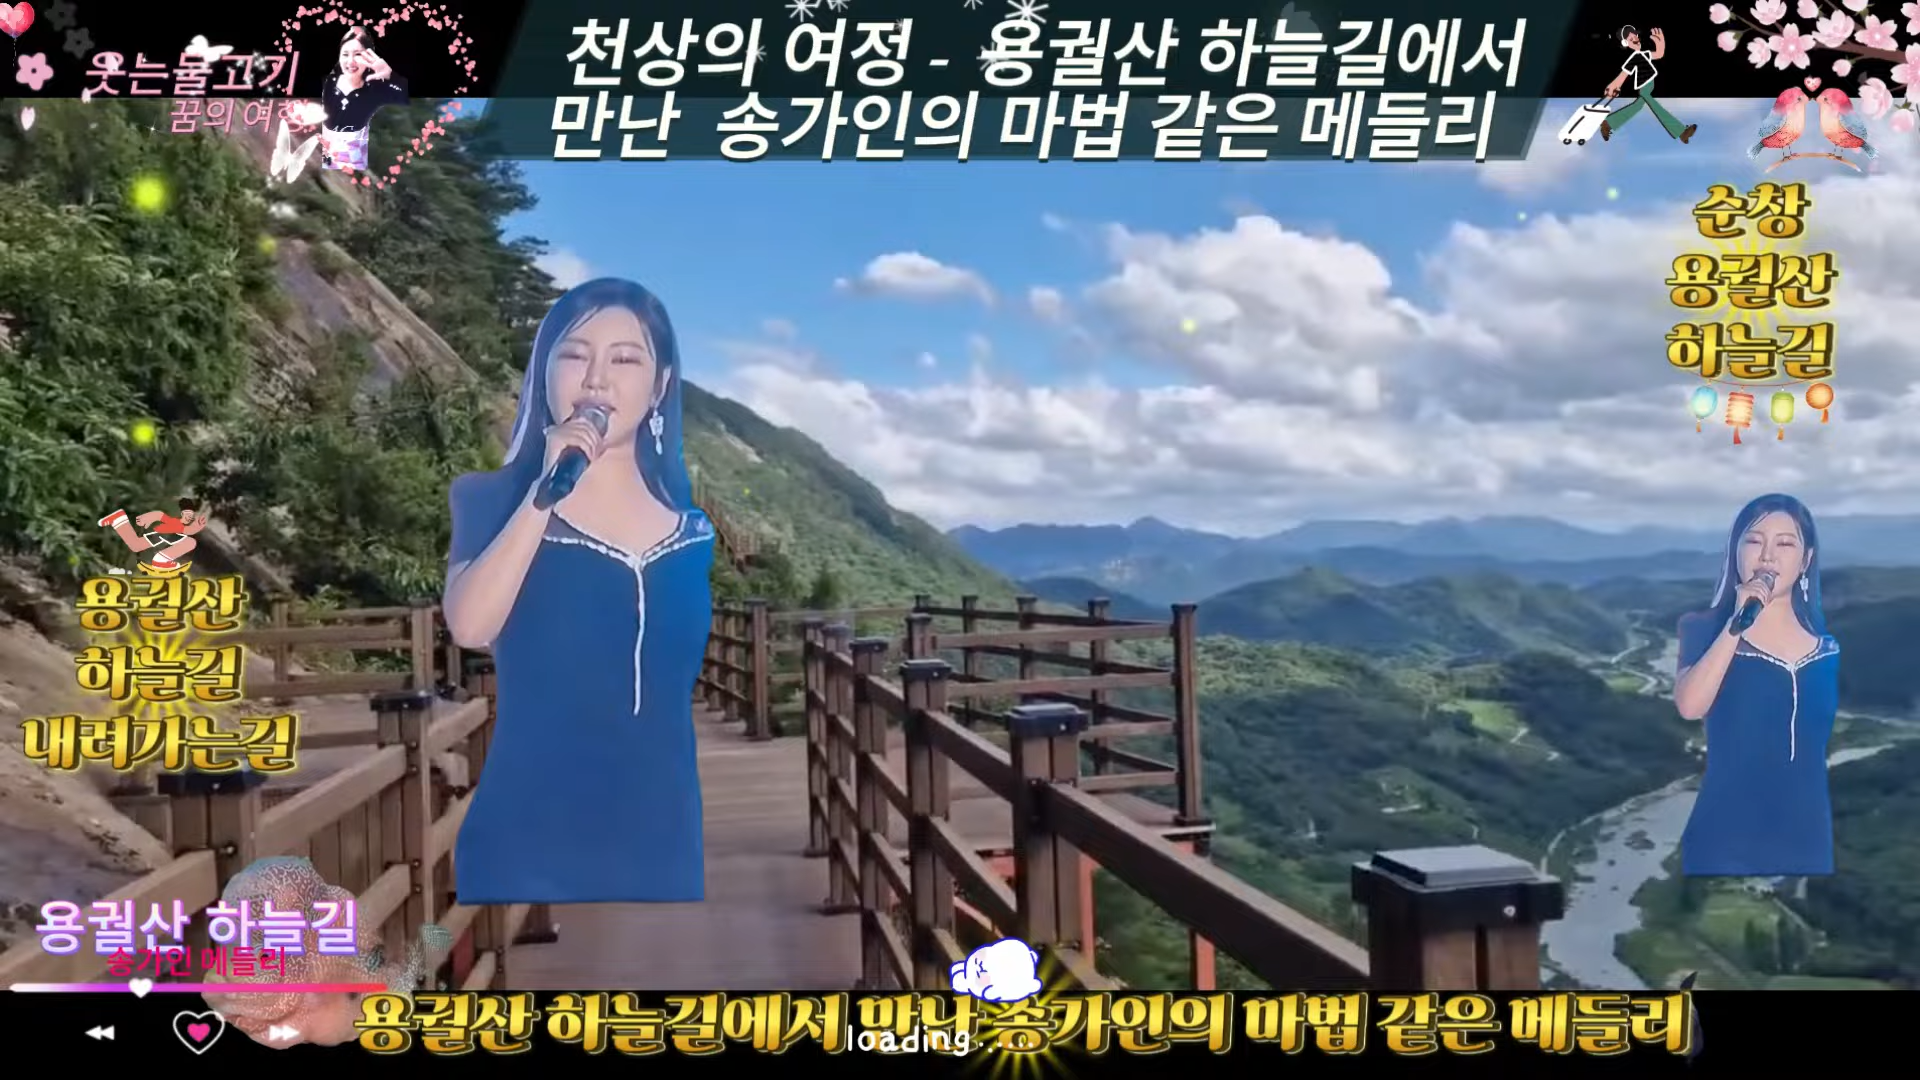 웃는물고기
꿈의 여행
천상의 여정 - 용궐산 하늘길에서
만난 송가인의 마법 같은 메들리
순창
용궐산
하늘길
용궐산
하늘길
내려가는길
용궐산 하늘길
송가인 메들리
용궐산 하늘길에서 만난 송가인의 마법 같은 메들리
loading.....